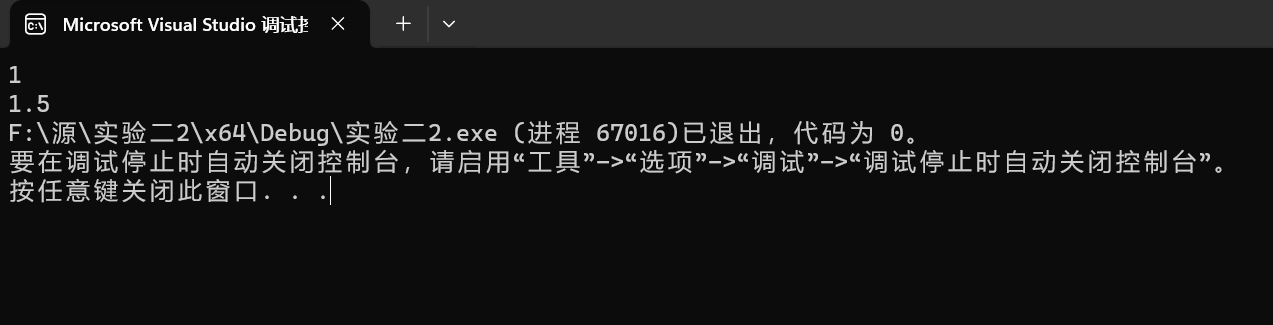 Microsoft Visual Studio 调试
1
1.5
F:\源\实验二2\x64\Debug\实验二2.exe (进程 67016)已退出，代码为 0。
要在调试停止时自动关闭控制台，请启用“工具”->“选项”->“调试”->“调试停止时自动关闭控制台”。
按任意键关闭此窗口. . .